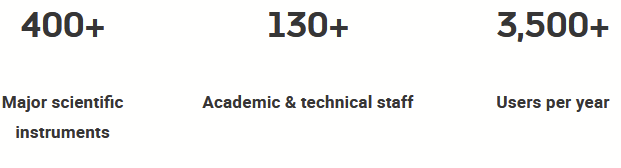 400+
130+
3,500+
Major scientific
instruments
Academic & technical staff
Users per year